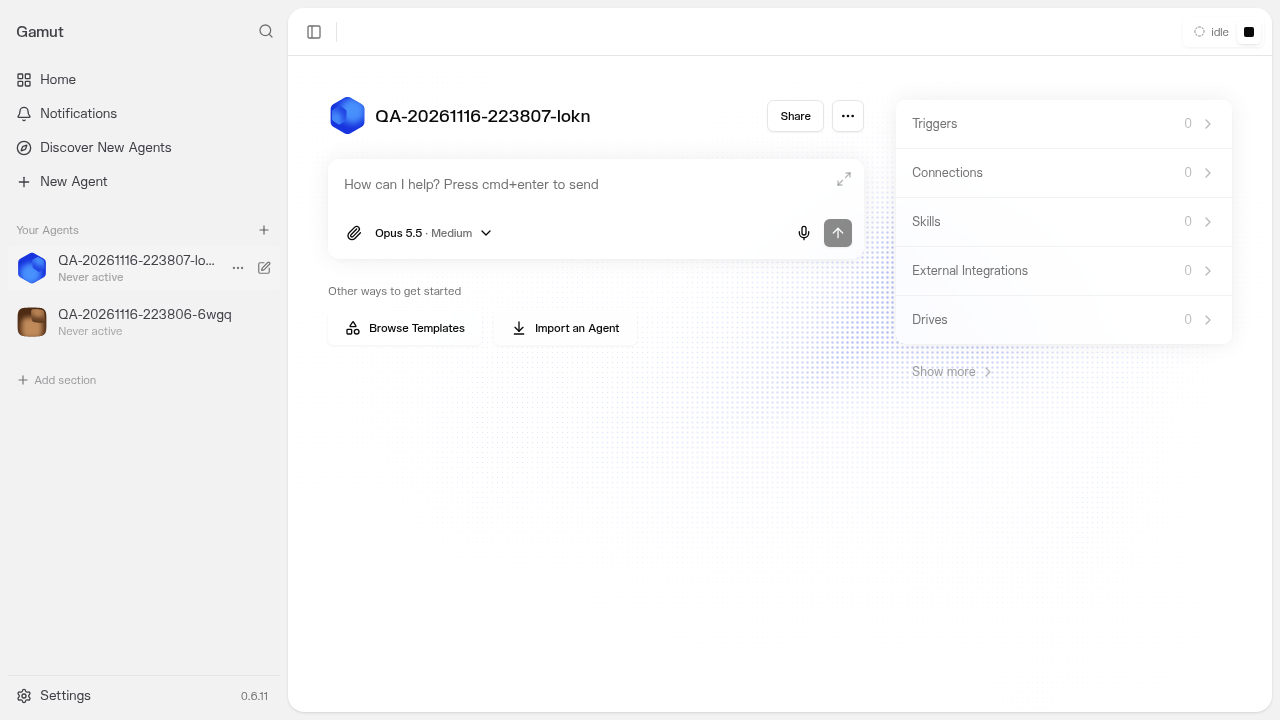 Gamut
Home
Notifications
Discover New Agents
New Agent
Your Agents
QA-20261116-223807-lo...
Never active
QA-20261116-223806-6wgq
Never active
Add section
Settings
0.6.11
idle
QA-20261116-223807-lokn
Share
How can I help? Press cmd+enter to send
Opus 5.5 · Medium
Other ways to get started
Browse Templates
Import an Agent
Triggers 0
Connections 0
Skills 0
External Integrations 0
Drives 0
Show more